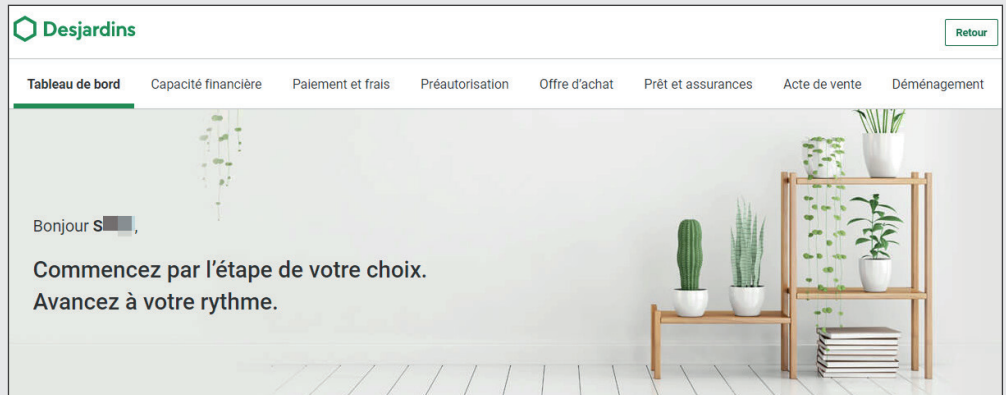 Desjardins
Retour
Tableau de bord Capacité financière Paiement et frais Préautorisation Offre d'achat Prêt et assurances Acte de vente Déménagement
Bonjour S,
Commencez par l'étape de votre choix.
Avancez à votre rythme.